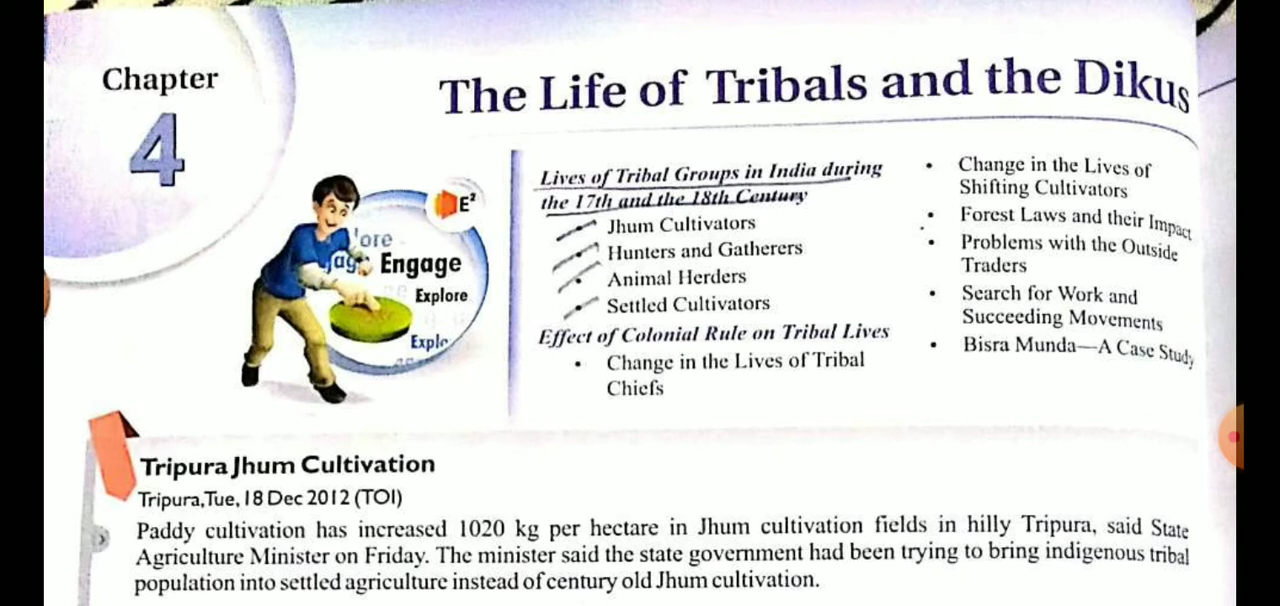 Chapter
4
The Life of Tribals and the Dikus
E²
Engage
Explore
Explo
Lives of Tribal Groups in India during
the 17th and the 18th Century
Jhum Cultivators
Hunters and Gatherers
• Animal Herders
• Settled Cultivators
Effect of Colonial Rule on Tribal Lives
• Change in the Lives of Tribal
Chiefs
• Change in the Lives of
Shifting Cultivators
• Forest Laws and their Impact
• Problems with the Outside
Traders
• Search for Work and
Succeeding Movements
• Bisra Munda—A Case Study
Tripura Jhum Cultivation
Tripura, Tue, 18 Dec 2012 (TOI)
Paddy cultivation has increased 1020 kg per hectare in Jhum cultivation fields in hilly Tripura, said State
Agriculture Minister on Friday. The minister said the state government had been trying to bring indigenous tribal
population into settled agriculture instead of century old Jhum cultivation.